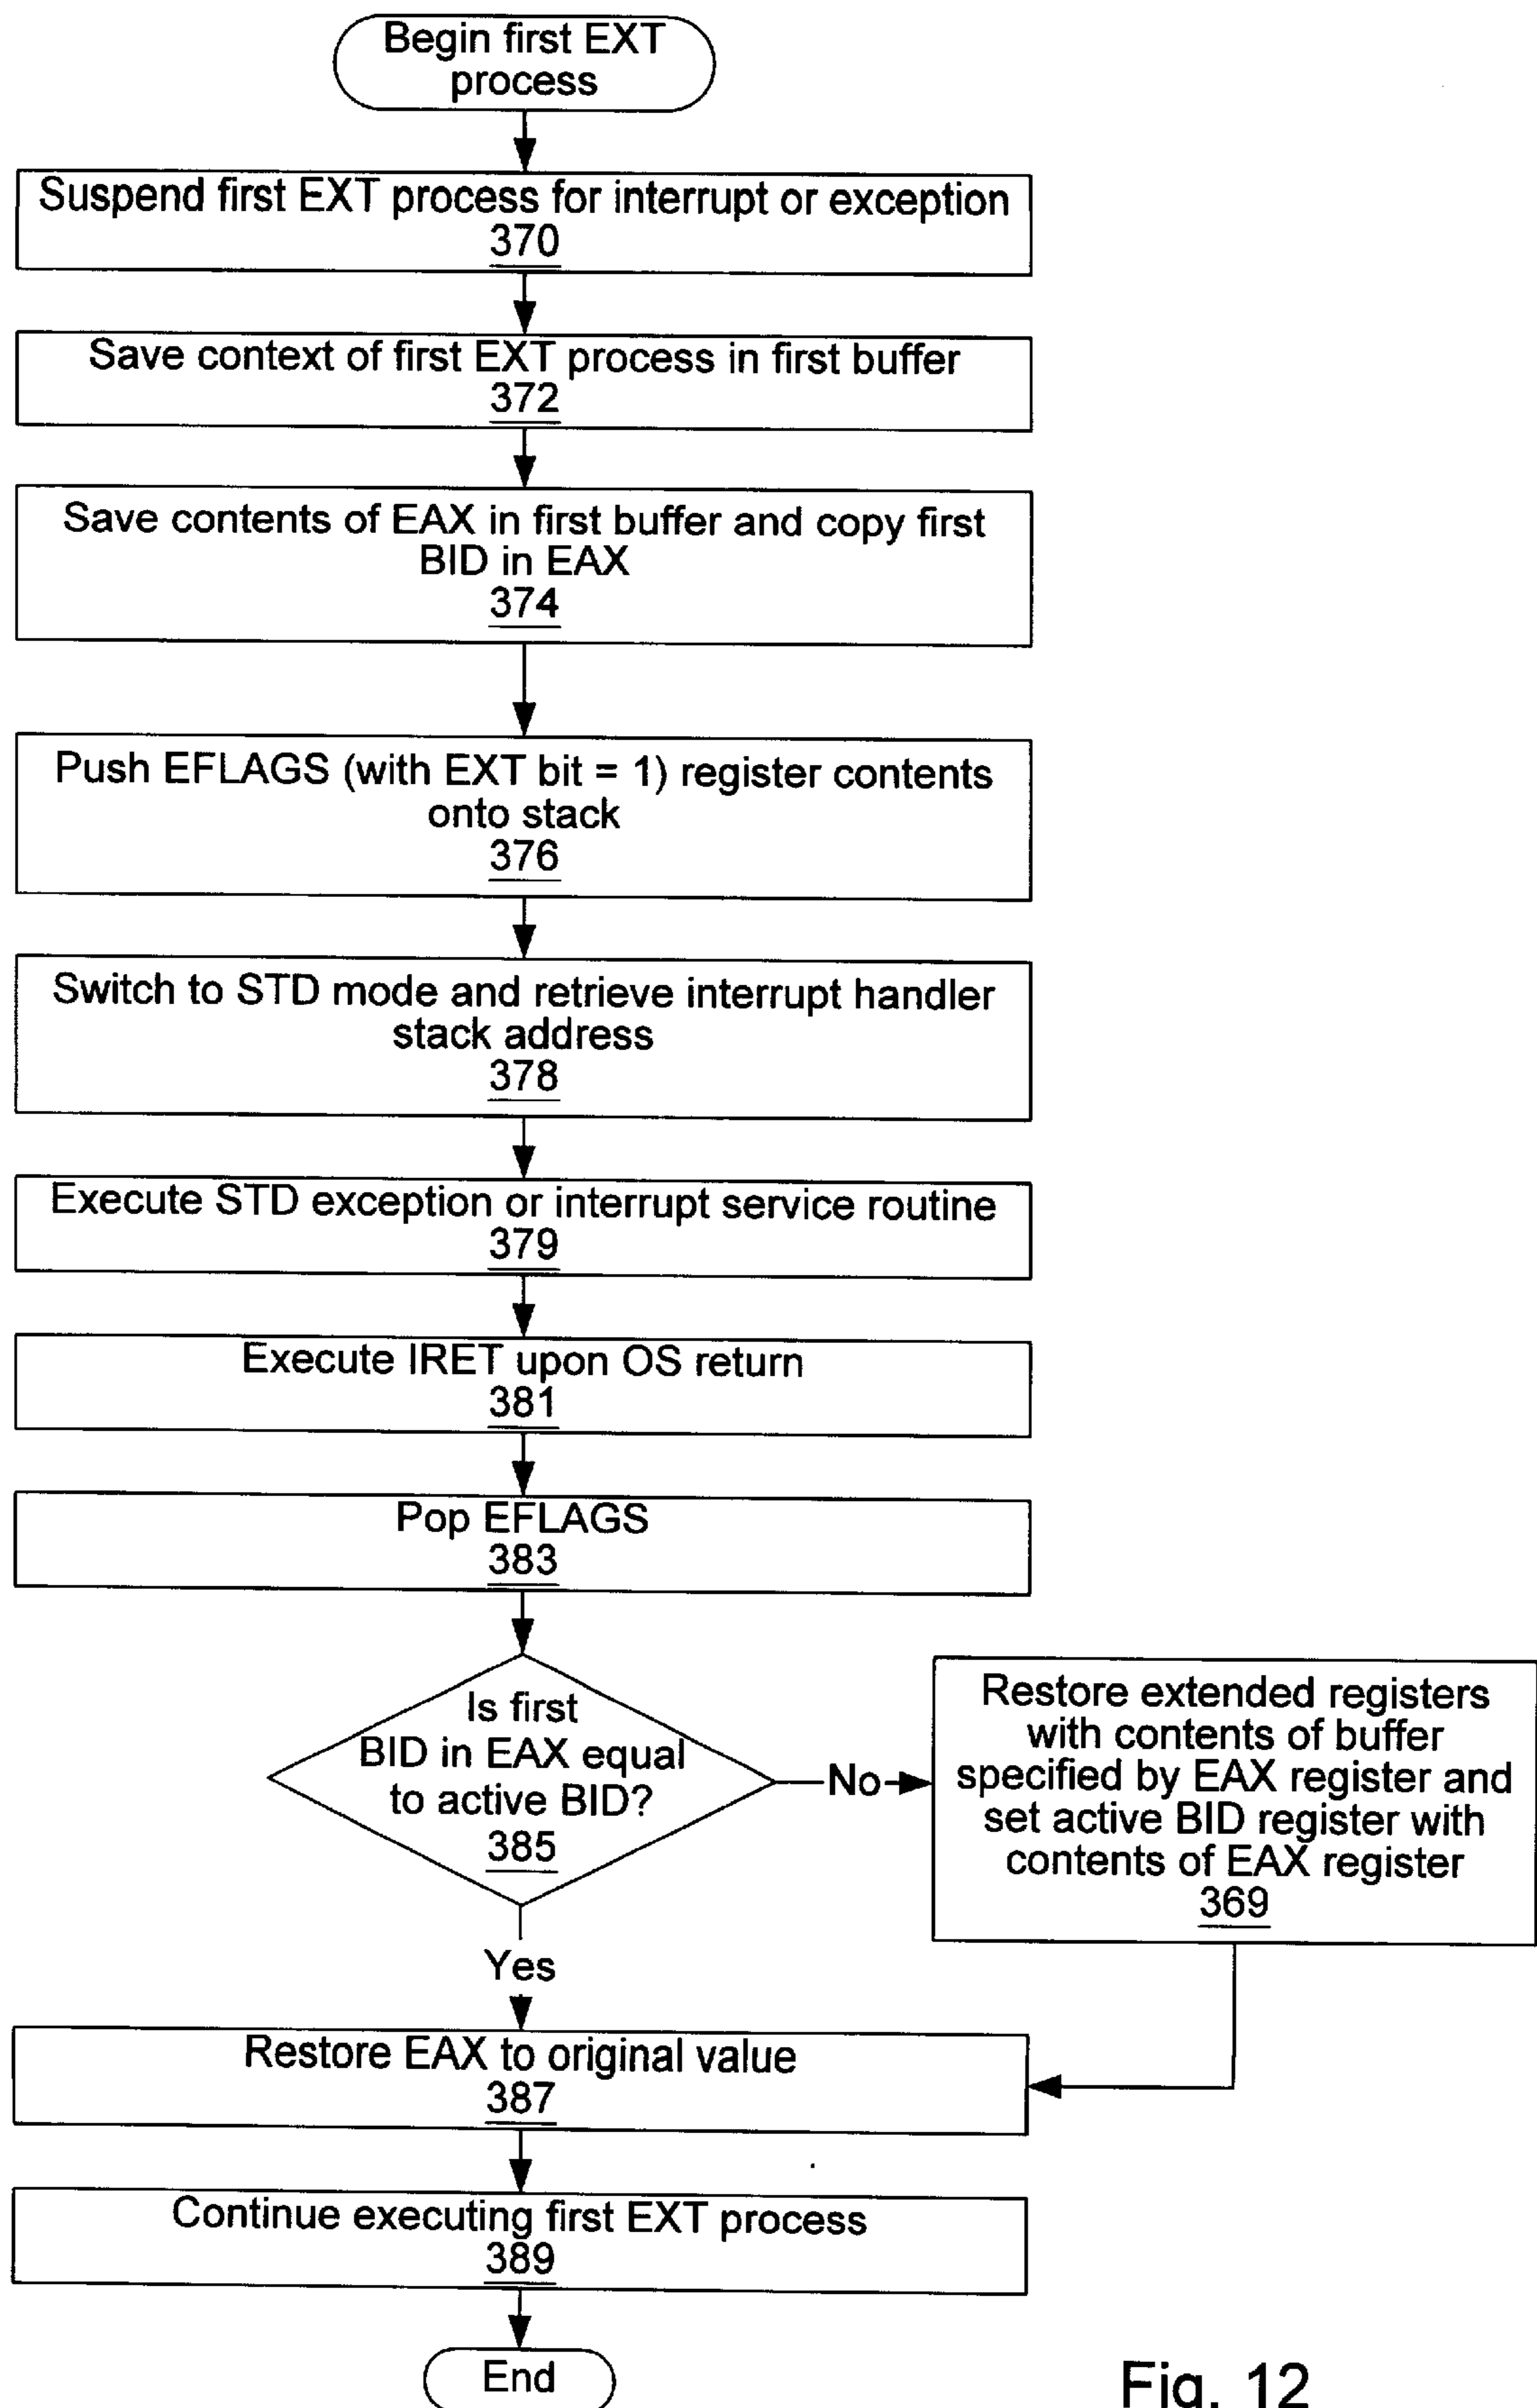 Begin first EXT
process
Suspend first EXT process for interrupt or exception
370
Save context of first EXT process in first buffer
372
Save contents of EAX in first buffer and copy first
BID in EAX
374
Push EFLAGS (with EXT bit = 1) register contents
onto stack
376
Switch to STD mode and retrieve interrupt handler
stack address
378
Execute STD exception or interrupt service routine
379
Execute IRET upon OS return
381
Pop EFLAGS
383
Is first
BID in EAX equal
to active BID?
385
No
Restore extended registers
with contents of buffer
specified by EAX register and
set active BID register with
contents of EAX register
369
Yes
Restore EAX to original value
387
Continue executing first EXT process
389
End
Fig. 12